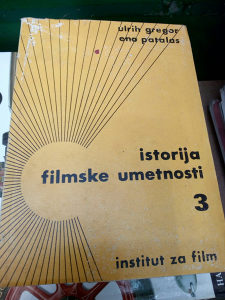 ulrih gregor
eno patalas
istorija
filmske umetnosti
3
institut za film